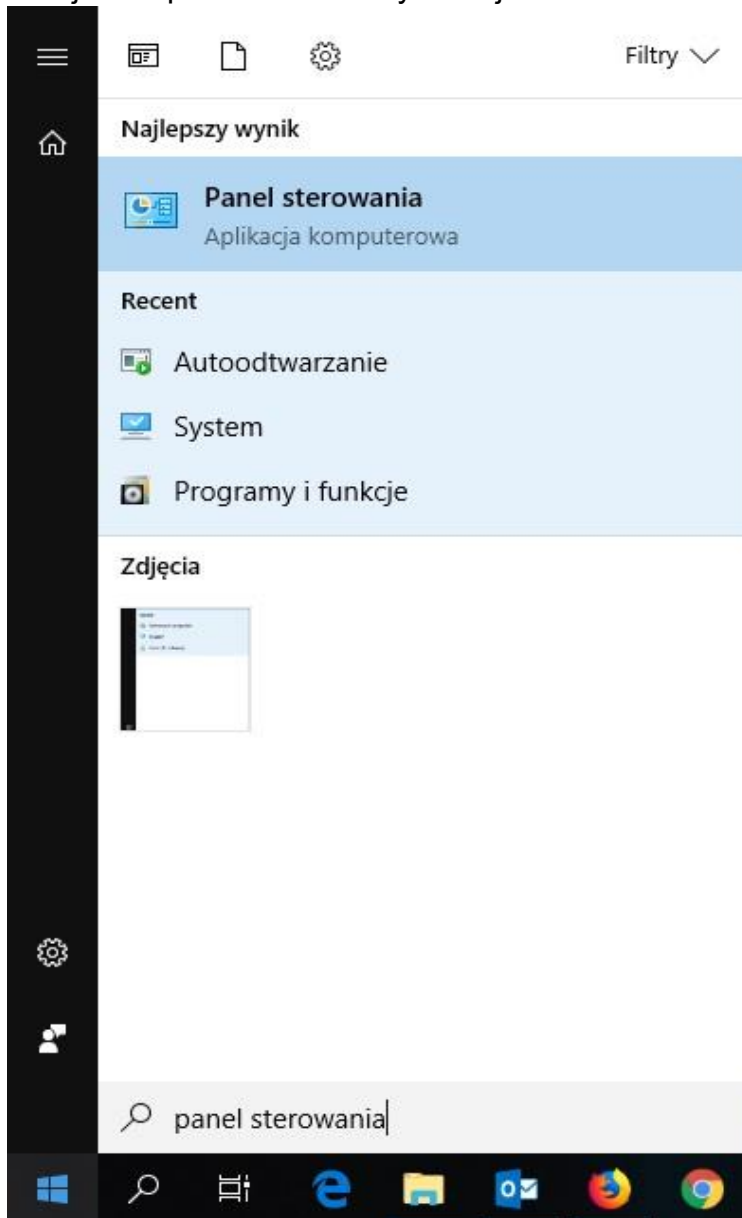 Filtry
Najlepszy wynik
Panel sterowania
Aplikacja komputerowa
Recent
Autoodtwarzanie
System
Programy i funkcje
Zdjęcia
panel sterowania